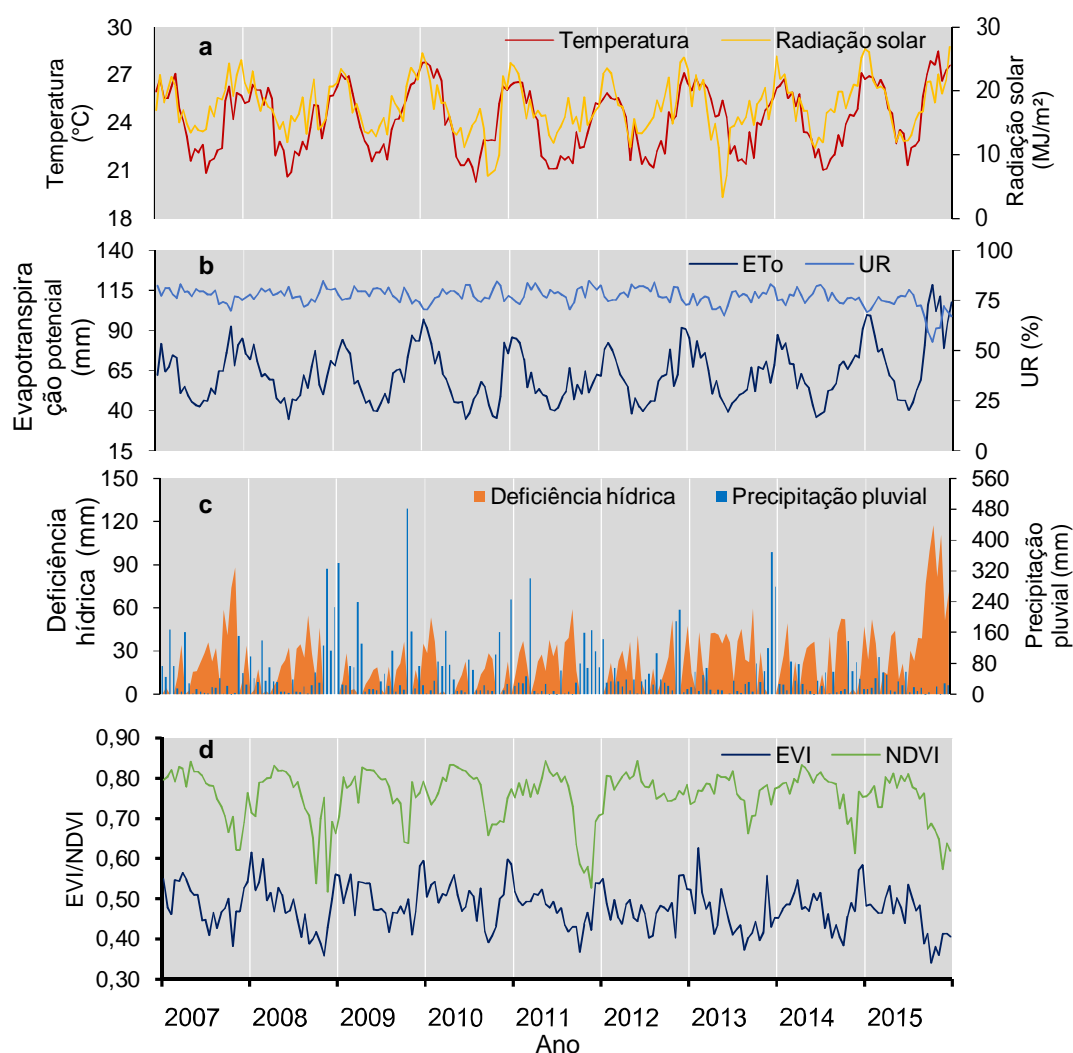 a
Temperatura
Radiação solar
30
27
24
21
18
Temperatura
(°C)
30
20
10
0
Radiação solar
(MJ/m²)
b
ETo
UR
140
115
90
65
40
15
Evapotranspira
ção potencial
(mm)
100
75
50
25
0
UR (%)
c
Deficiência hídrica
Precipitação pluvial
150
120
90
60
30
0
Deficiência
hídrica (mm)
560
480
400
320
240
160
80
0
Precipitação
pluvial (mm)
d
EVI
NDVI
0,90
0,80
0,70
0,60
0,50
0,40
0,30
EVI/NDVI
2007 2008 2009 2010 2011 2012 2013 2014 2015
Ano